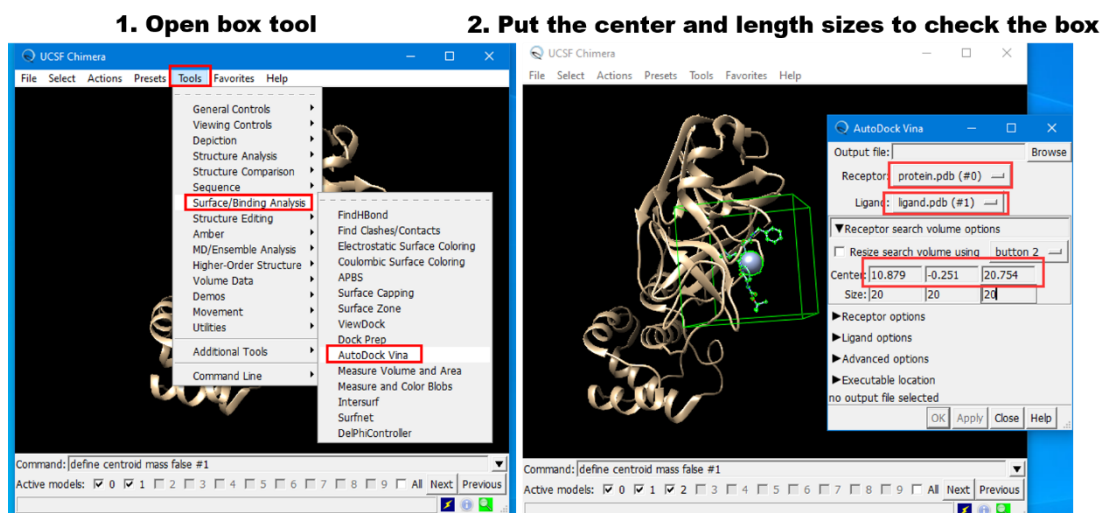 1. Open box tool
2. Put the center and length sizes to check the box
UCSF Chimera
File Select Actions Presets Tools Favorites Help
General Controls
Viewing Controls
Depiction
Structure Analysis
Structure Comparison
Sequence
Surface/Binding Analysis
Structure Editing
Amber
MD/Ensemble Analysis
Higher-Order Structure
Volume Data
Demos
Movement
Utilities
Additional Tools
Command Line
FindHBond
Find Clashes/Contacts
Electrostatic Surface Coloring
Coulombic Surface Coloring
APBS
Surface Capping
Surface Zone
ViewDock
Dock Prep
AutoDock Vina
Measure Volume and Area
Measure and Color Blobs
Intersurf
Surfnet
DelPhiController
Command: define centroid mass false #1
Active models: 0 1 2 3 4 5 6 7 8 9 All Next Previous
UCSF Chimera
File Select Actions Presets Tools Favorites Help
AutoDock Vina
Output file: Browse
Receptor: protein.pdb (#0)
Ligand: ligand.pdb (#1)
Receptor search volume options
Resize search volume using button 2
Center: 10.879 -0.251 20.754
Size: 20 20 20
Receptor options
Ligand options
Advanced options
Executable location
no output file selected
OK Apply Close Help
Command: define centroid mass false #1
Active models: 0 1 2 3 4 5 6 7 8 9 All Next Previous